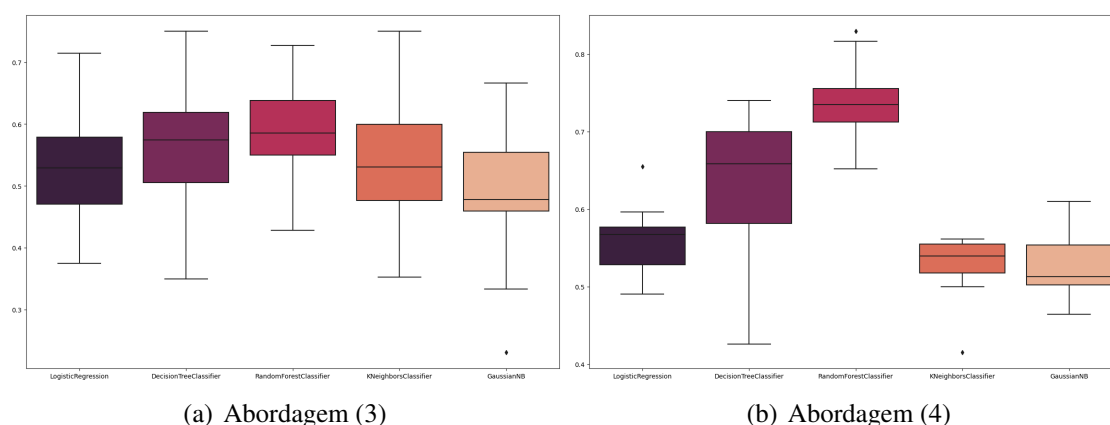 0.7
0.6
0.5
0.4
0.3
LogisticRegression DecisionTreeClassifier RandomForestClassifier KNeighborsClassifier GaussianNB
(a) Abordagem (3)
0.8
0.7
0.6
0.5
0.4
LogisticRegression DecisionTreeClassifier RandomForestClassifier KNeighborsClassifier GaussianNB
(b) Abordagem (4)